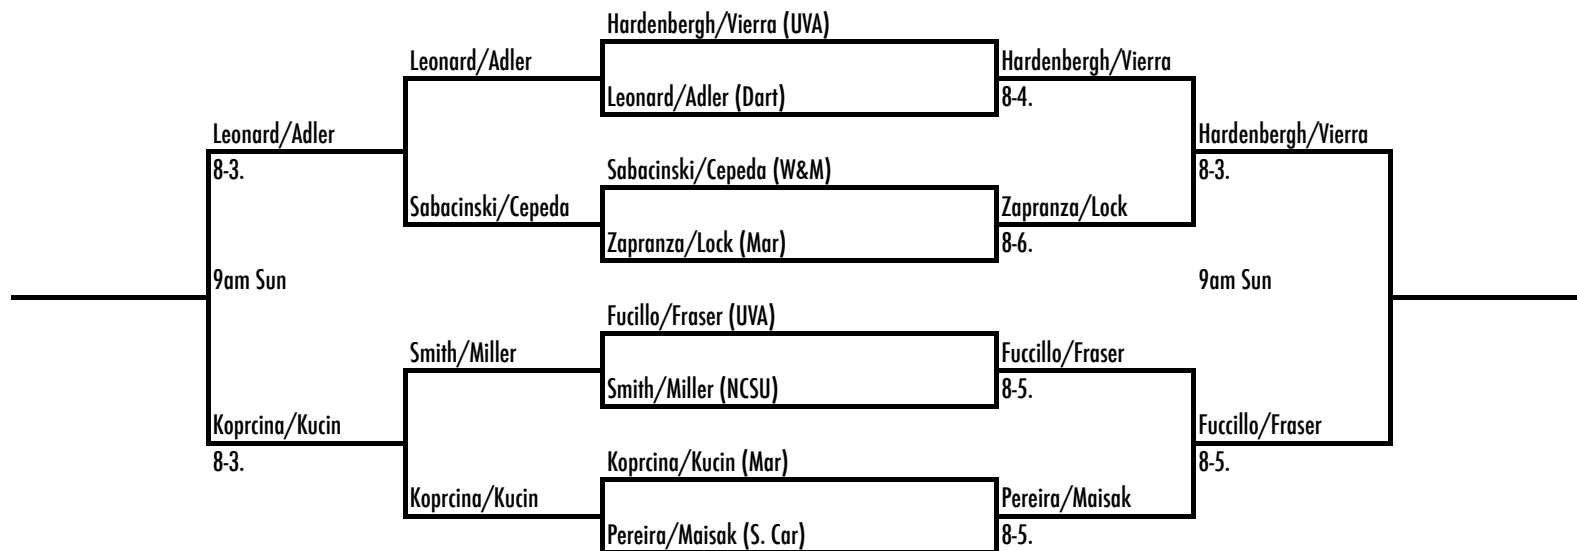 Hardenbergh/Vierra (UVA)
Leonard/Adler
Hardenbergh/Vierra
Leonard/Adler (Dart)
8-4.
Leonard/Adler
Hardenbergh/Vierra
8-3.
Sabacinski/Cepeda (W&M)
8-3.
Sabacinski/Cepeda
Zapranza/Lock
Zapranza/Lock (Mar)
8-6.
9am Sun
9am Sun
Fucillo/Fraser (UVA)
Smith/Miller
Fuccillo/Fraser
Smith/Miller (NCSU)
8-5.
Koprcina/Kucin
Fuccillo/Fraser
8-3.
Koprcina/Kucin (Mar)
8-5.
Koprcina/Kucin
Pereira/Maisak
Pereira/Maisak (S. Car)
8-5.